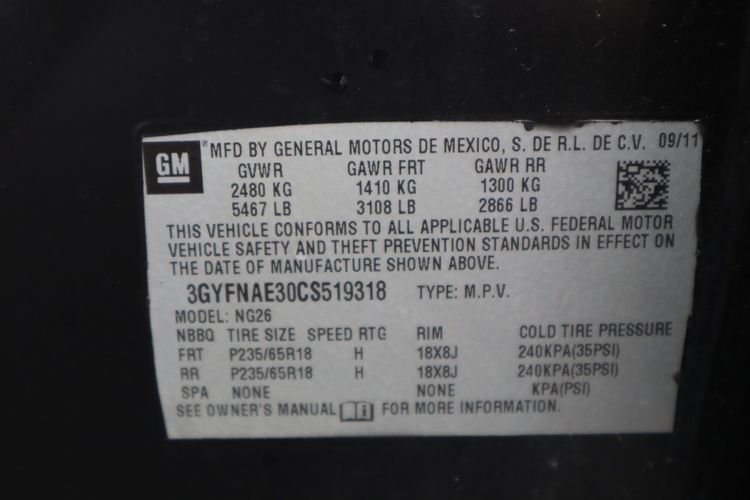 GM ® MFD BY GENERAL MOTORS DE MEXICO, S. DE R.L. DE C.V. 09/11
GVWR GAWR FRT GAWR RR
2480 KG 1410 KG 1300 KG
5467 LB 3108 LB 2866 LB
THIS VEHICLE CONFORMS TO ALL APPLICABLE U.S. FEDERAL MOTOR
VEHICLE SAFETY AND THEFT PREVENTION STANDARDS IN EFFECT ON
THE DATE OF MANUFACTURE SHOWN ABOVE.
3GYFNAE30CS519318 TYPE: M.P.V.
MODEL: NG26
NBBQ TIRE SIZE SPEED RTG RIM COLD TIRE PRESSURE
FRT P235/65R18 H 18X8J 240KPA(35PSI)
RR P235/65R18 H 18X8J 240KPA(35PSI)
SPA NONE NONE KPA(PSI)
SEE OWNER'S MANUAL i FOR MORE INFORMATION.